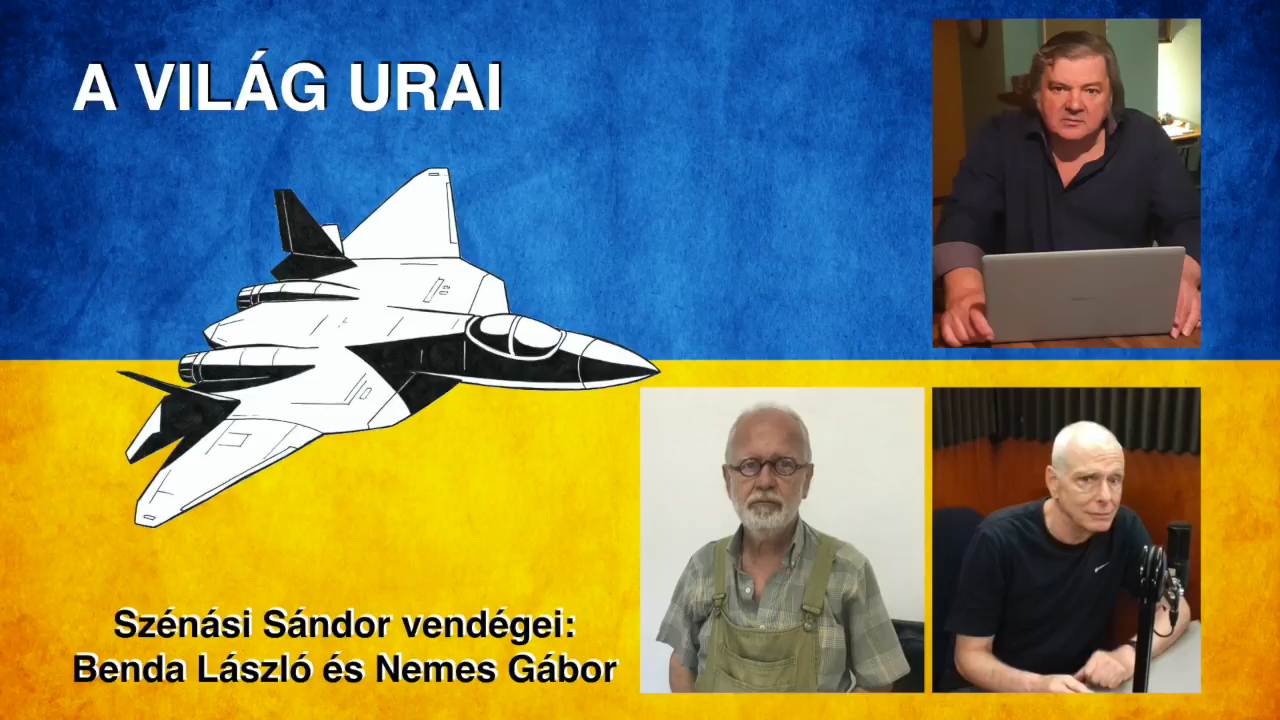 A VILÁG URAI
Szénási Sándor vendégei:
Benda László és Nemes Gábor